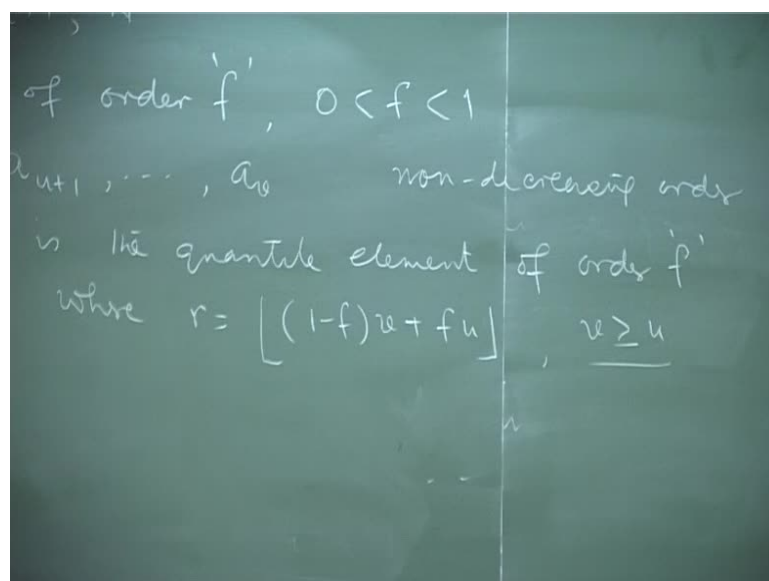 of order 'f', 0 < f < 1
a_{u+1}, ..., a_v non-decreasing order
is the quantile element of order 'f'
where r = ⌊(1-f)v + fu⌋, v ≥ u